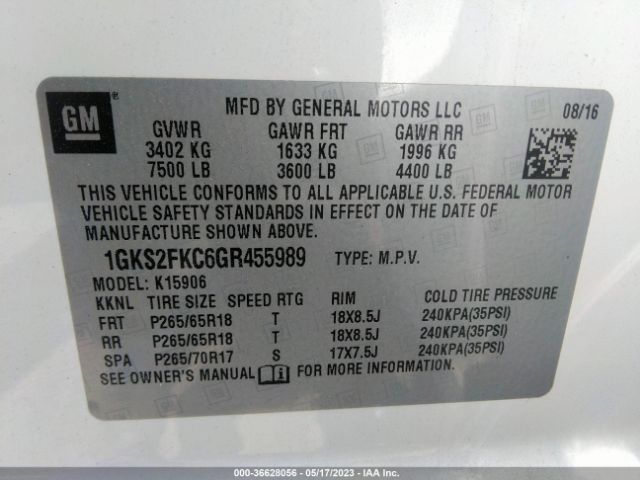 GM ®
MFD BY GENERAL MOTORS LLC 08/16
GVWR GAWR FRT GAWR RR
3402 KG 1633 KG 1996 KG
7500 LB 3600 LB 4400 LB
THIS VEHICLE CONFORMS TO ALL APPLICABLE U.S. FEDERAL MOTOR
VEHICLE SAFETY STANDARDS IN EFFECT ON THE DATE OF
MANUFACTURE SHOWN ABOVE.
1GKS2FKC6GR455989 TYPE: M.P.V.
MODEL: K15906
KKNL TIRE SIZE SPEED RTG RIM COLD TIRE PRESSURE
FRT P265/65R18 T 18X8.5J 240KPA(35PSI)
RR P265/65R18 T 18X8.5J 240KPA(35PSI)
SPA P265/70R17 S 17X7.5J 240KPA(35PSI)
SEE OWNER'S MANUAL FOR MORE INFORMATION.
000-36628056 — 05/17/2023 — IAA Inc.